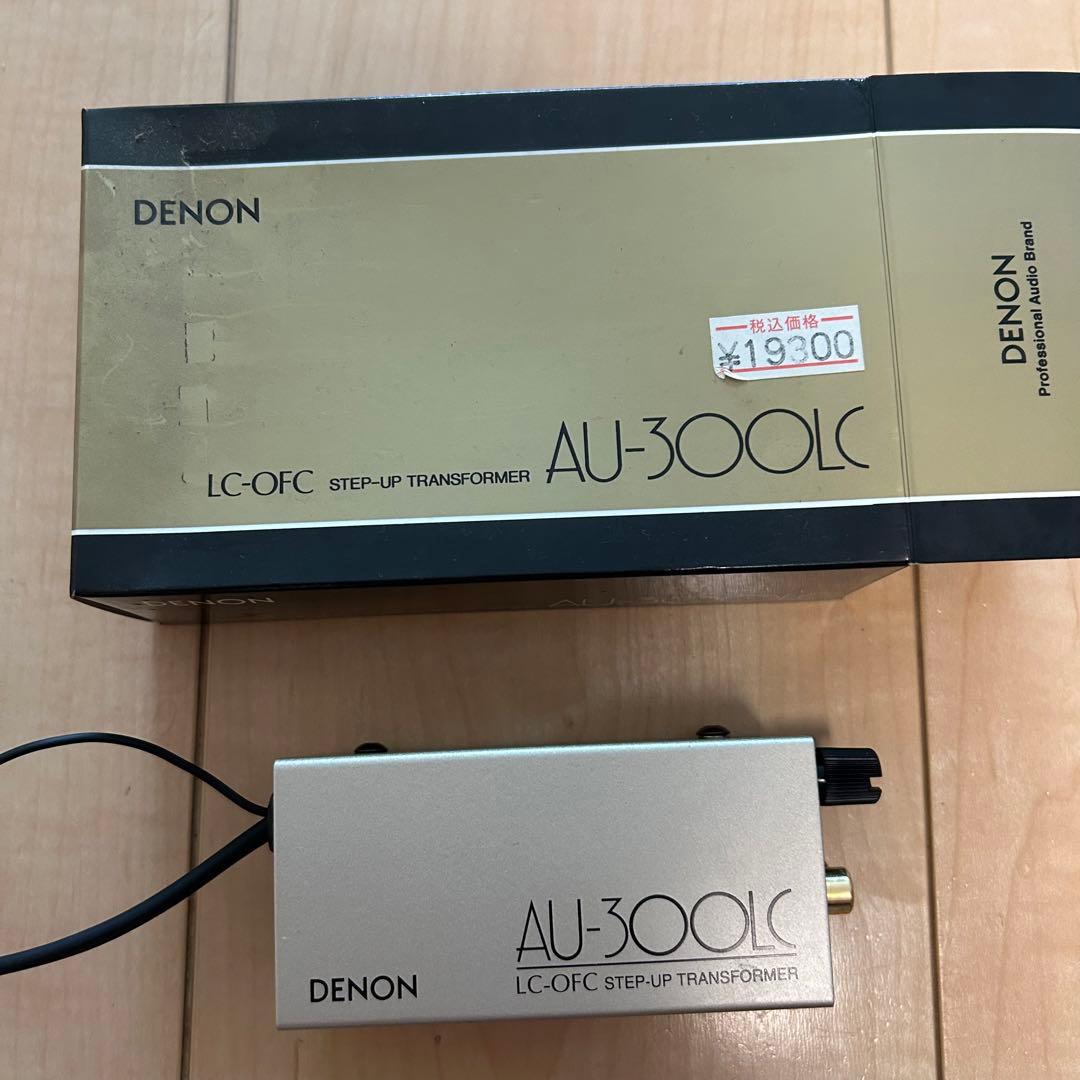 DENON
税込価格
¥19300
LC-OFC STEP-UP TRANSFORMER AU-300LC
DENON
Professional Audio Brand
DENON
AU-300LC
LC-OFC STEP-UP TRANSFORMER
DENON